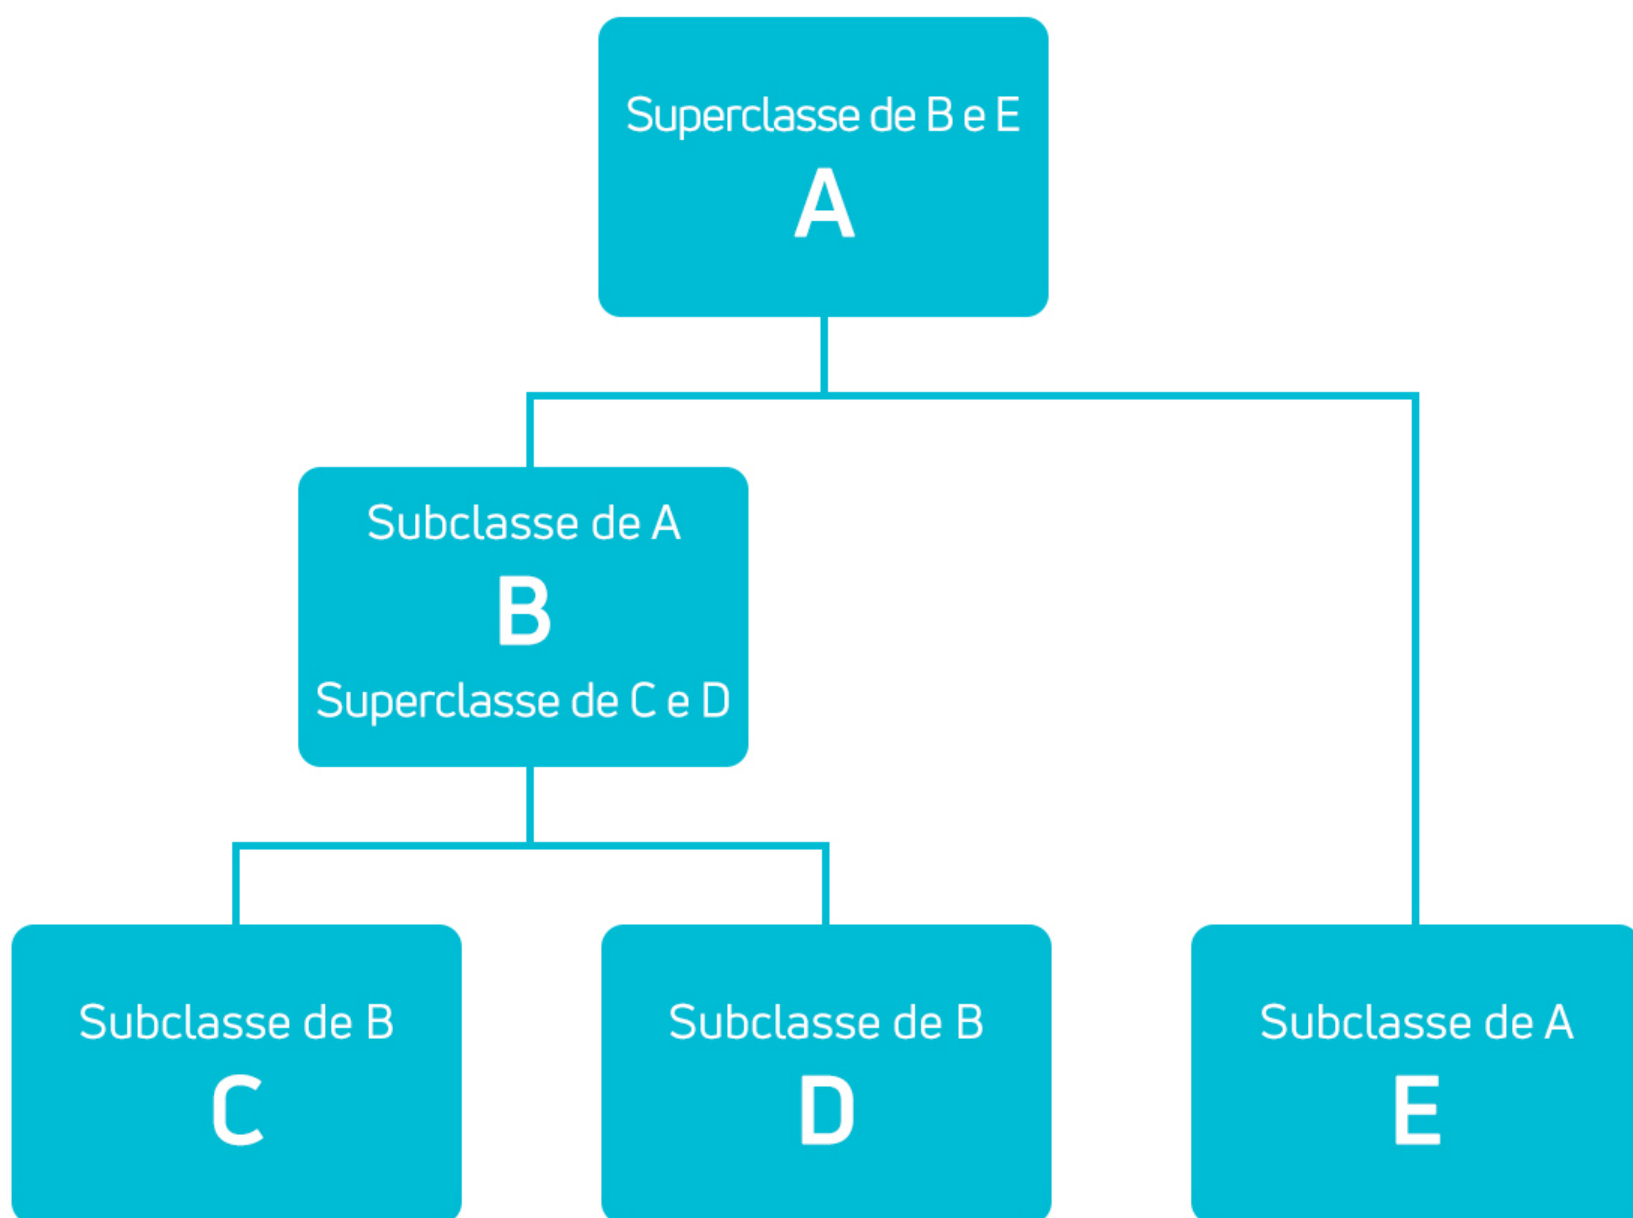 Superclasse de B e E
A
Subclasse de A
B
Superclasse de C e D
Subclasse de B
C
Subclasse de B
D
Subclasse de A
E